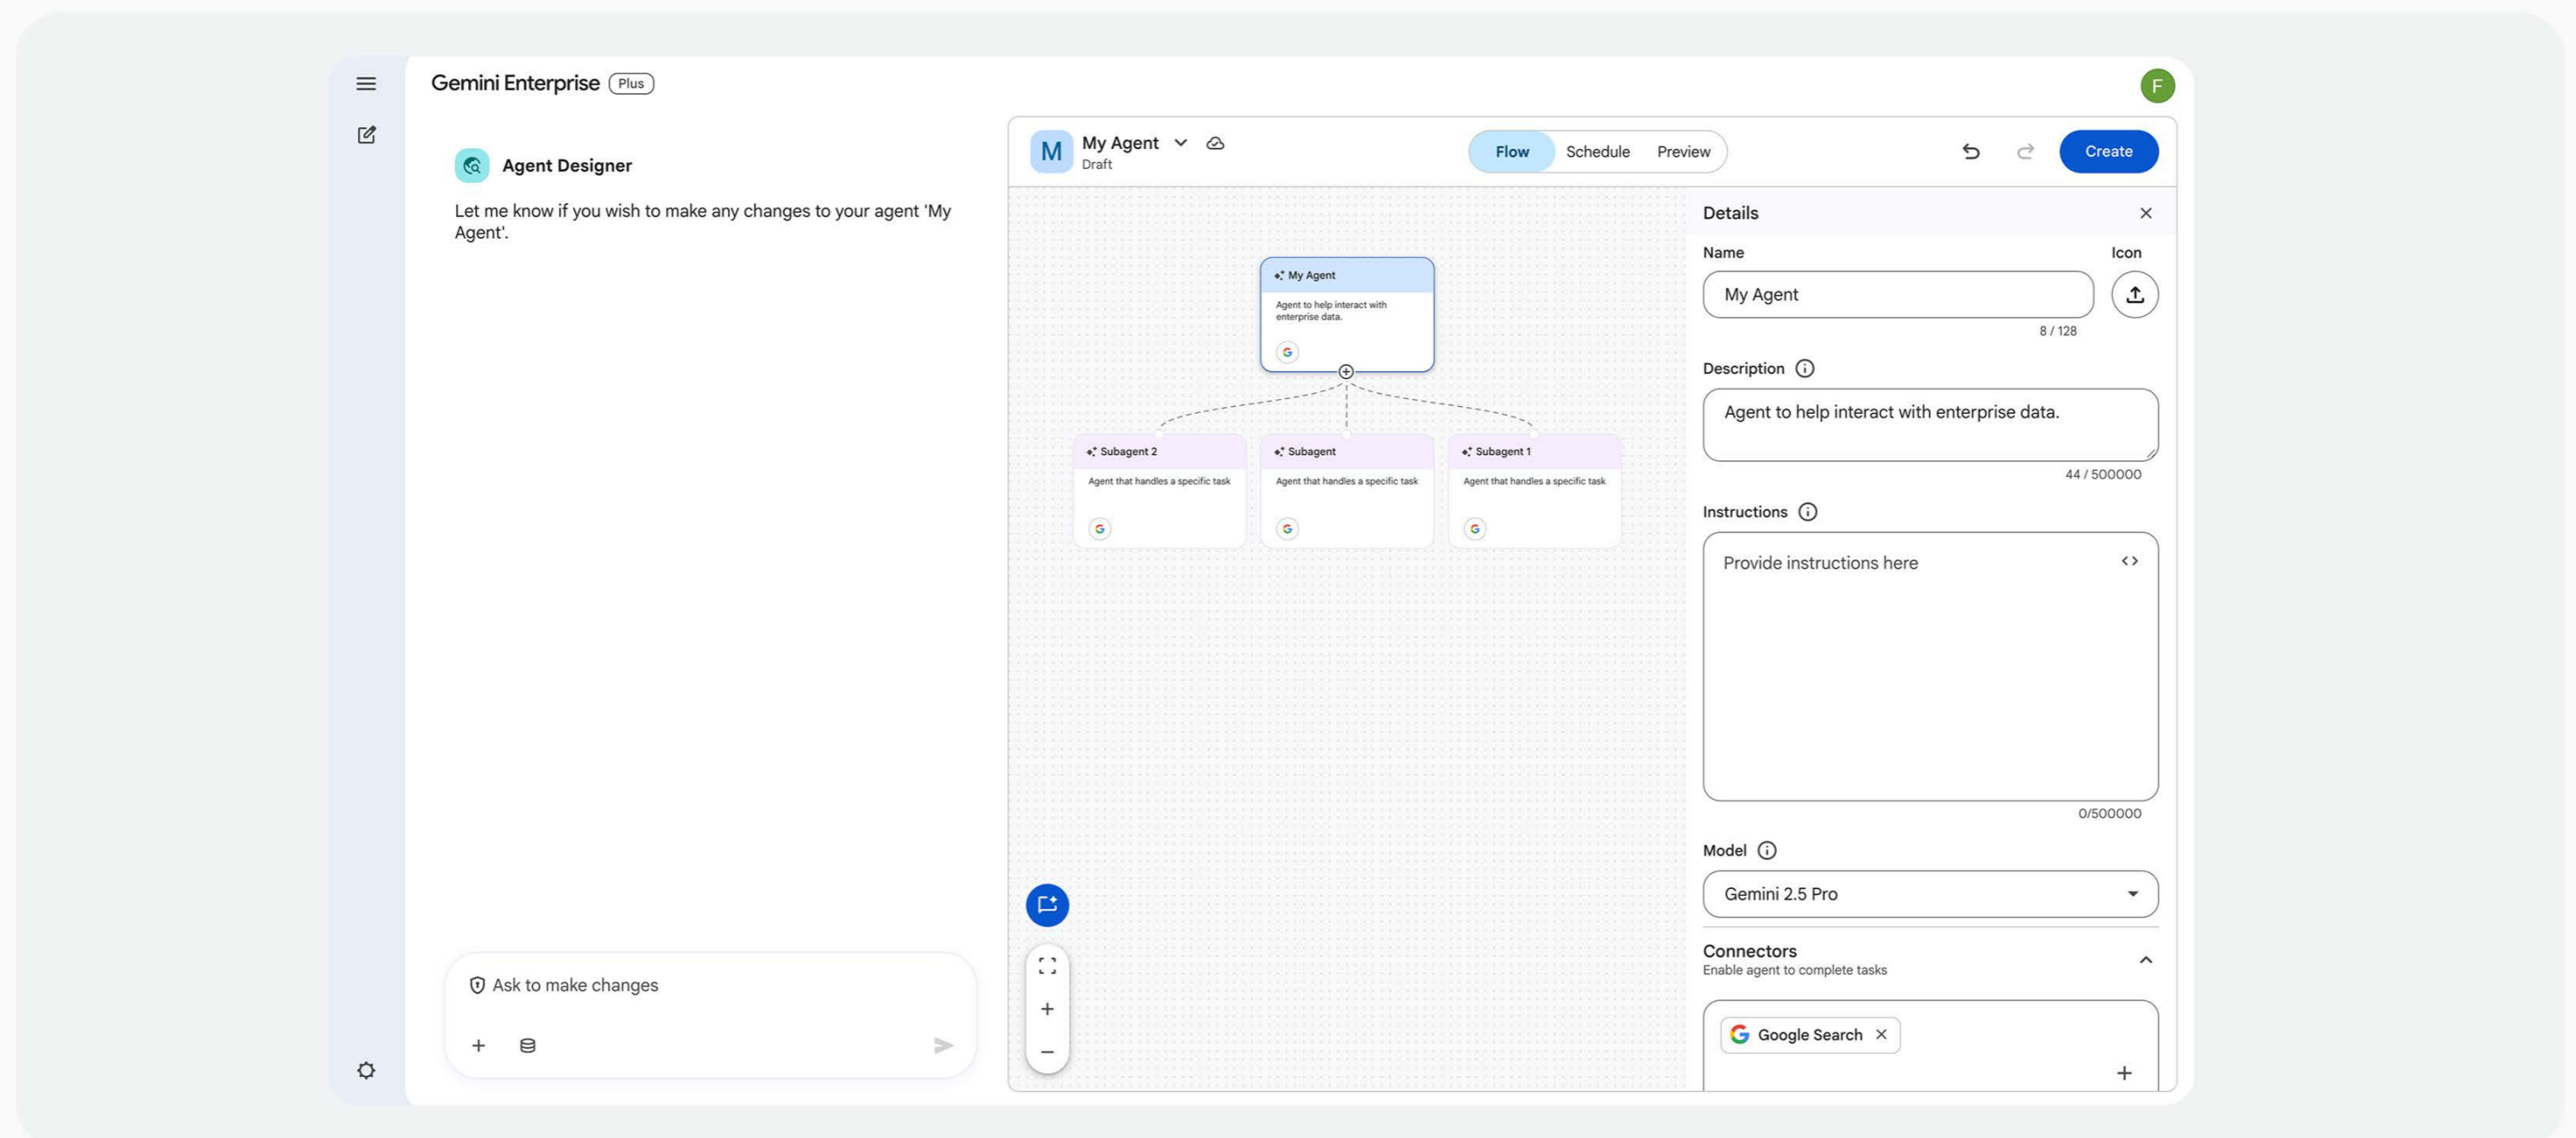 Gemini Enterprise Plus
F
Agent Designer
Let me know if you wish to make any changes to your agent 'My
Agent'.
Ask to make changes
M
My Agent
Draft
Flow
Schedule
Preview
Create
My Agent
Agent to help interact with
enterprise data.
Subagent 2
Agent that handles a specific task
Subagent
Agent that handles a specific task
Subagent 1
Agent that handles a specific task
Details
Name
Icon
My Agent
8 / 128
Description
Agent to help interact with enterprise data.
44 / 500000
Instructions
Provide instructions here
0/500000
Model
Gemini 2.5 Pro
Connectors
Enable agent to complete tasks
Google Search